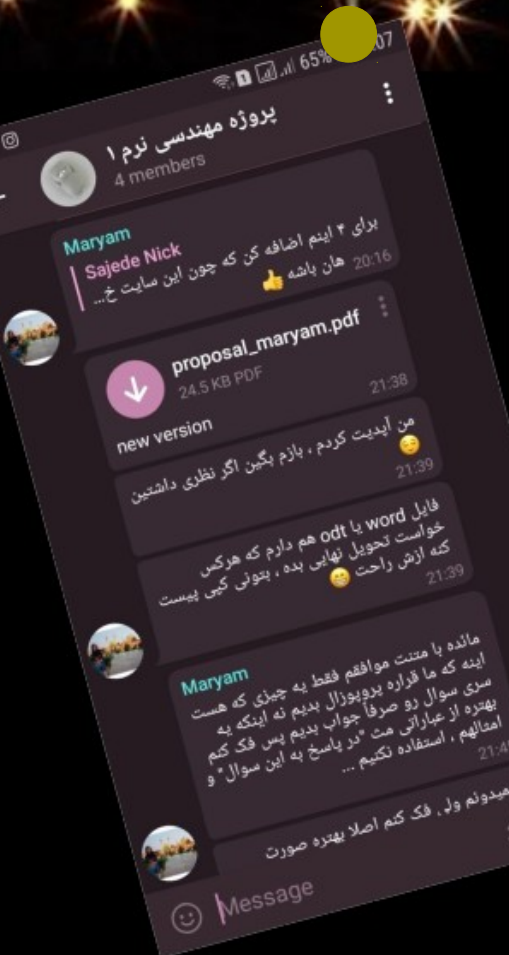 65% 07
پروژه مهندسی نرم ۱
4 members
Maryam
Sajede Nick
برای ۴ اینم اضافه کن که چون این سایت خ...
هان باشه 👍 20:16
proposal_maryam.pdf
24.5 KB PDF
21:38
new version
من آپدیت کردم ، بازم بگین اگر نظری داشتین
😌
21:39
فایل word یا odt هم دارم که هرکس
خواست تحویل نهایی بده ، بتونی کپی پیست
کنه ازش راحت 😁
21:39
Maryam
مائده با متنت موافقم فقط یه چیزی که هست
اینه که ما قراره پروپوزال بدیم نه اینکه یه
سری سوال رو صرفاً جواب بدیم پس فک کنم
بهتره از عباراتی مث "در پاسخ به این سوال" و
امثالهم ، استفاده نکنیم ...
میدونم ولی ، فک کنم اصلا بهتره صورت
Message